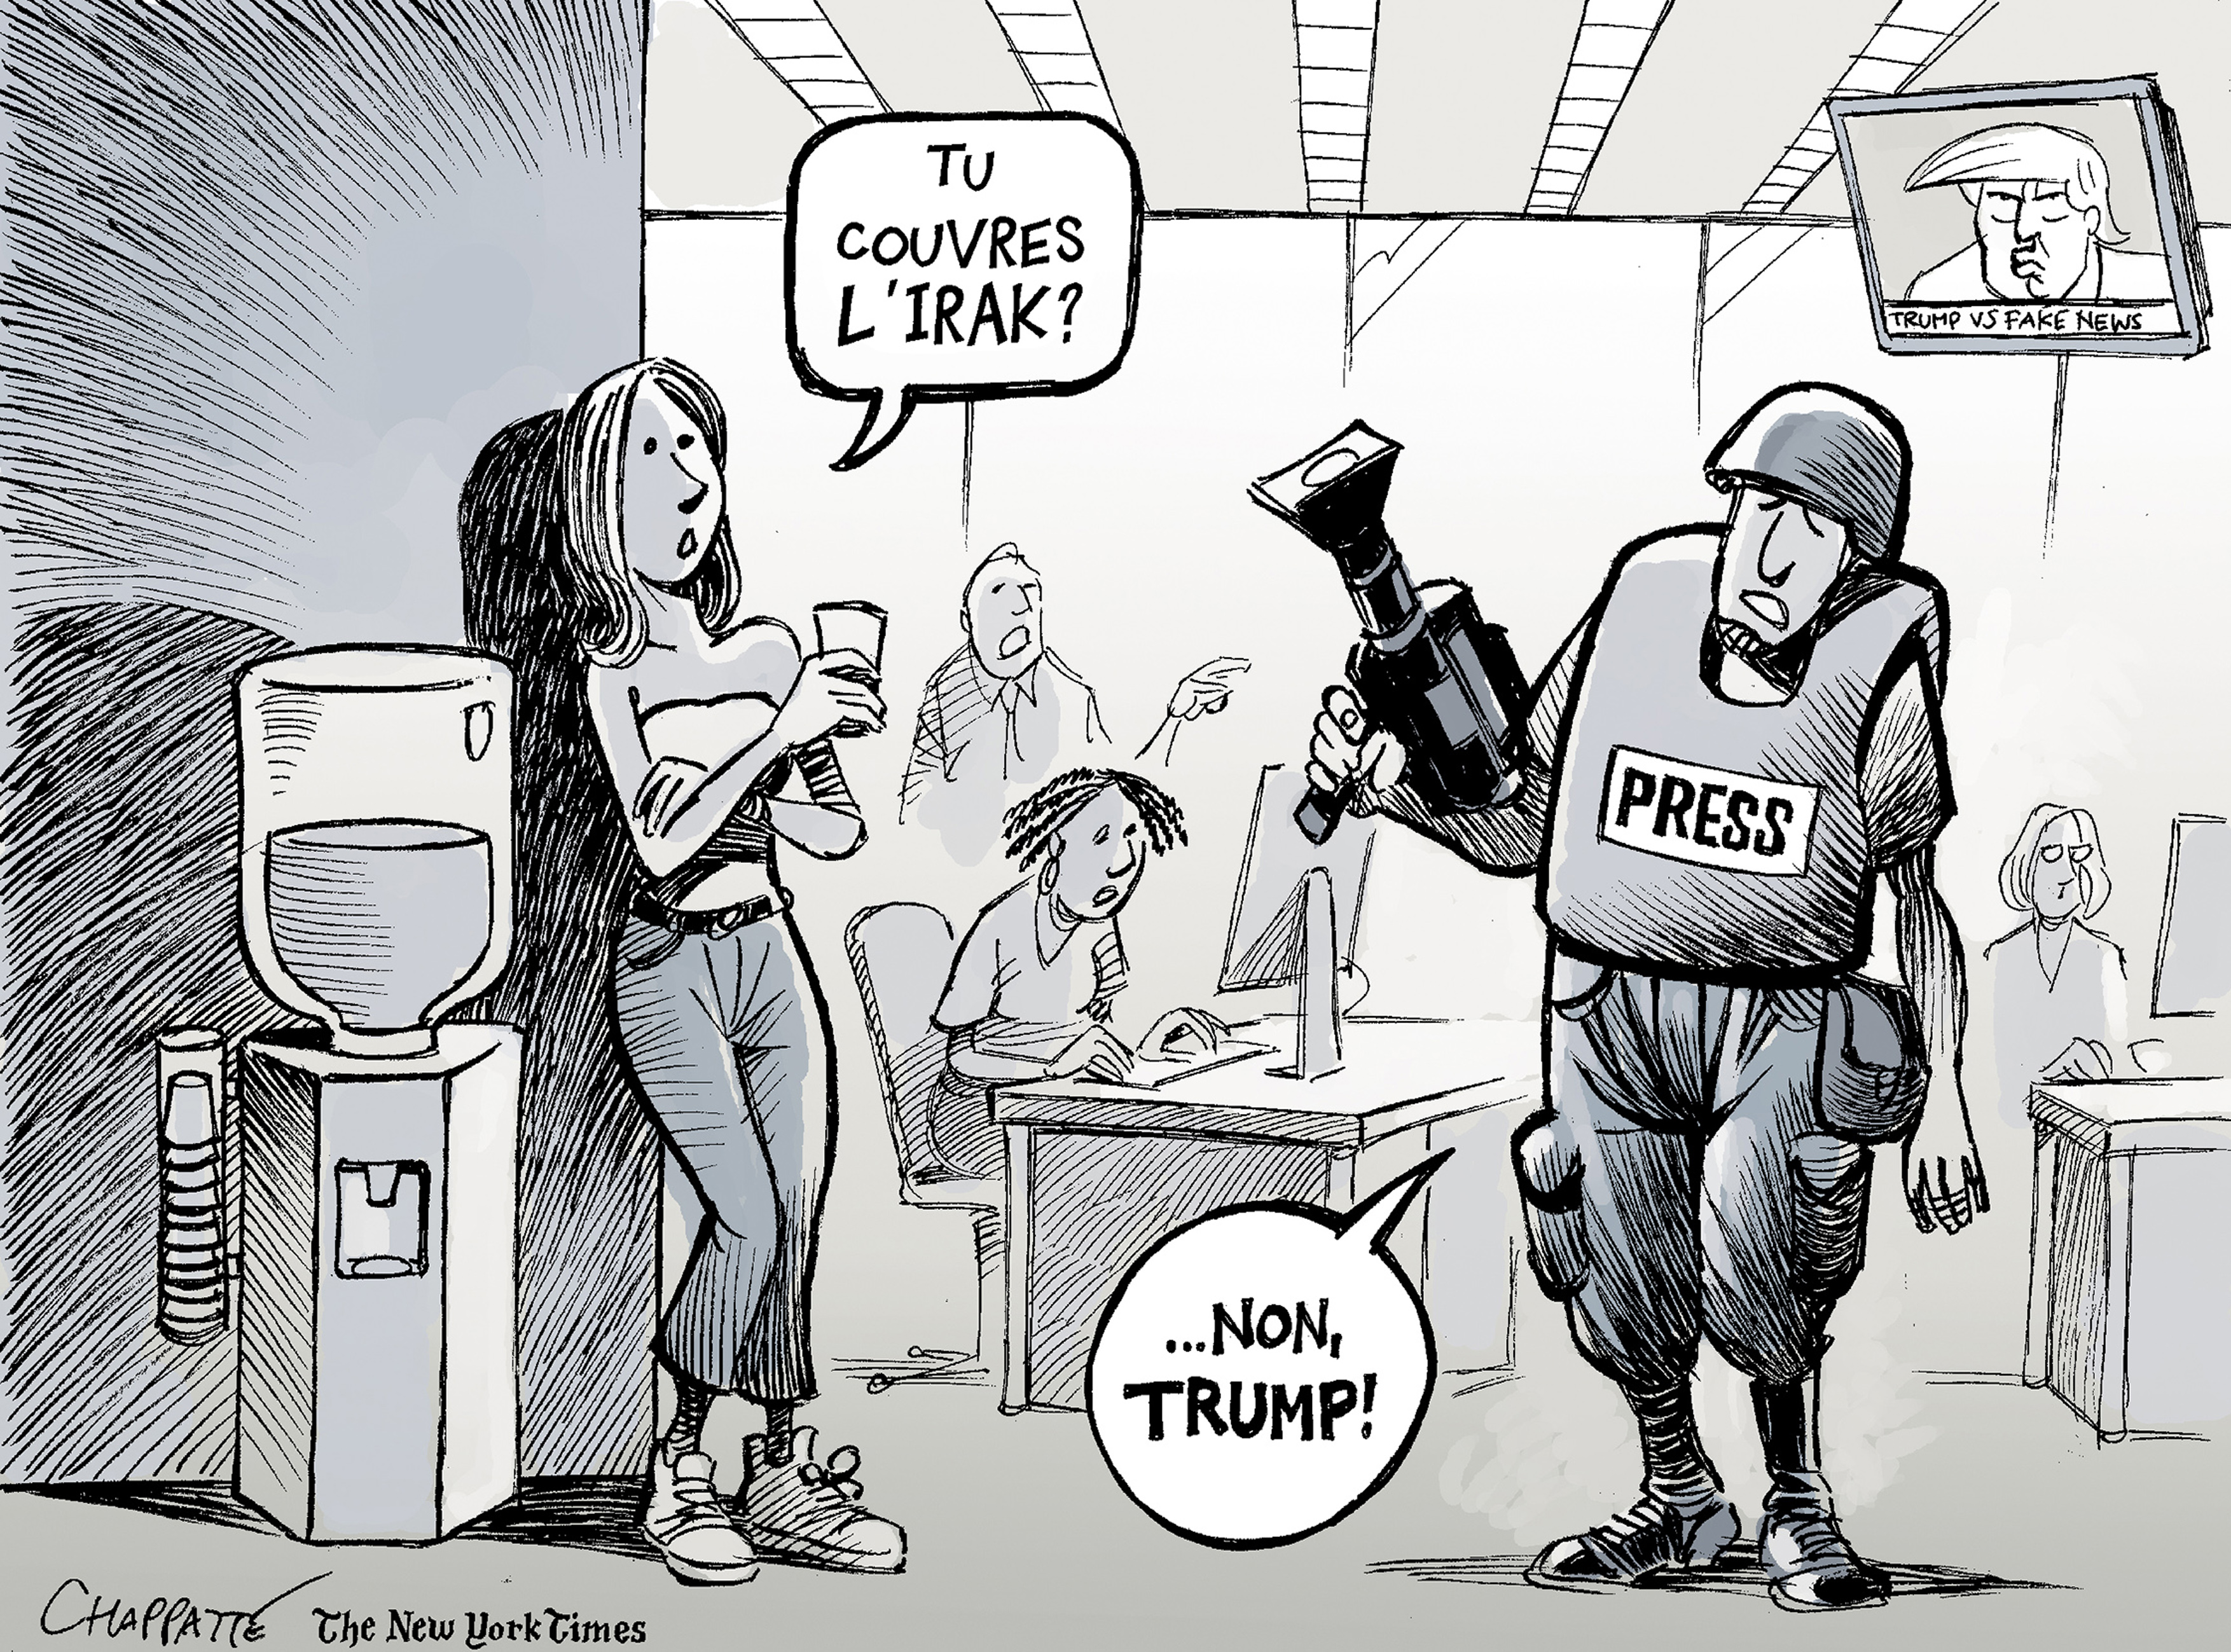 TU
COUVRES
L'IRAK?
TRUMP VS FAKE NEWS
PRESS
...NON,
TRUMP!
CHAPPATTE
The New York Times